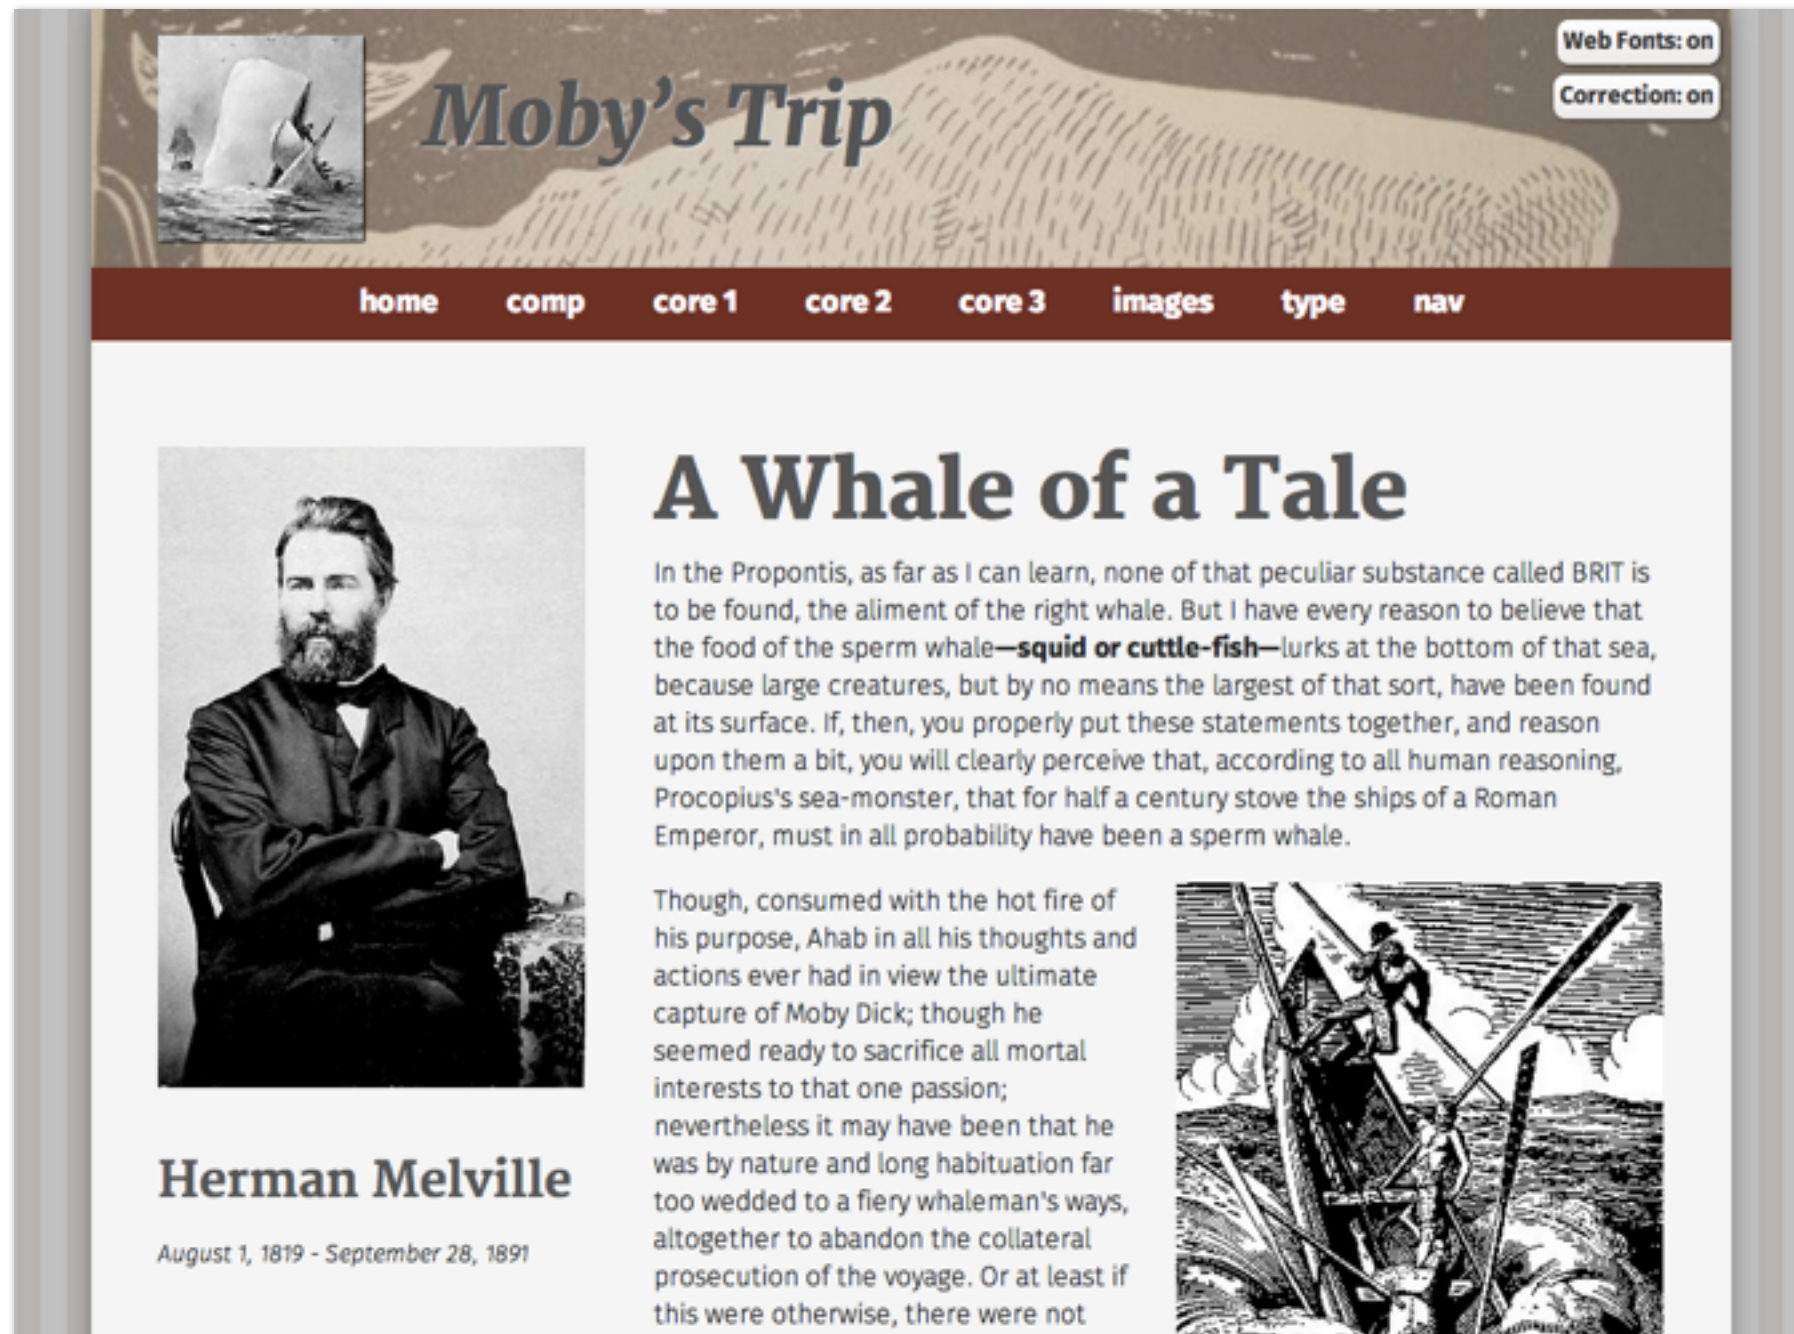 Web Fonts: on
Correction: on
Moby’s Trip
home comp core 1 core 2 core 3 images type nav
Herman Melville
August 1, 1819 - September 28, 1891
A Whale of a Tale
In the Propontis, as far as I can learn, none of that peculiar substance called BRIT is
to be found, the aliment of the right whale. But I have every reason to believe that
the food of the sperm whale—squid or cuttle-fish—lurks at the bottom of that sea,
because large creatures, but by no means the largest of that sort, have been found
at its surface. If, then, you properly put these statements together, and reason
upon them a bit, you will clearly perceive that, according to all human reasoning,
Procopius's sea-monster, that for half a century stove the ships of a Roman
Emperor, must in all probability have been a sperm whale.
Though, consumed with the hot fire of
his purpose, Ahab in all his thoughts and
actions ever had in view the ultimate
capture of Moby Dick; though he
seemed ready to sacrifice all mortal
interests to that one passion;
nevertheless it may have been that he
was by nature and long habituation far
too wedded to a fiery whaleman's ways,
altogether to abandon the collateral
prosecution of the voyage. Or at least if
this were otherwise, there were not